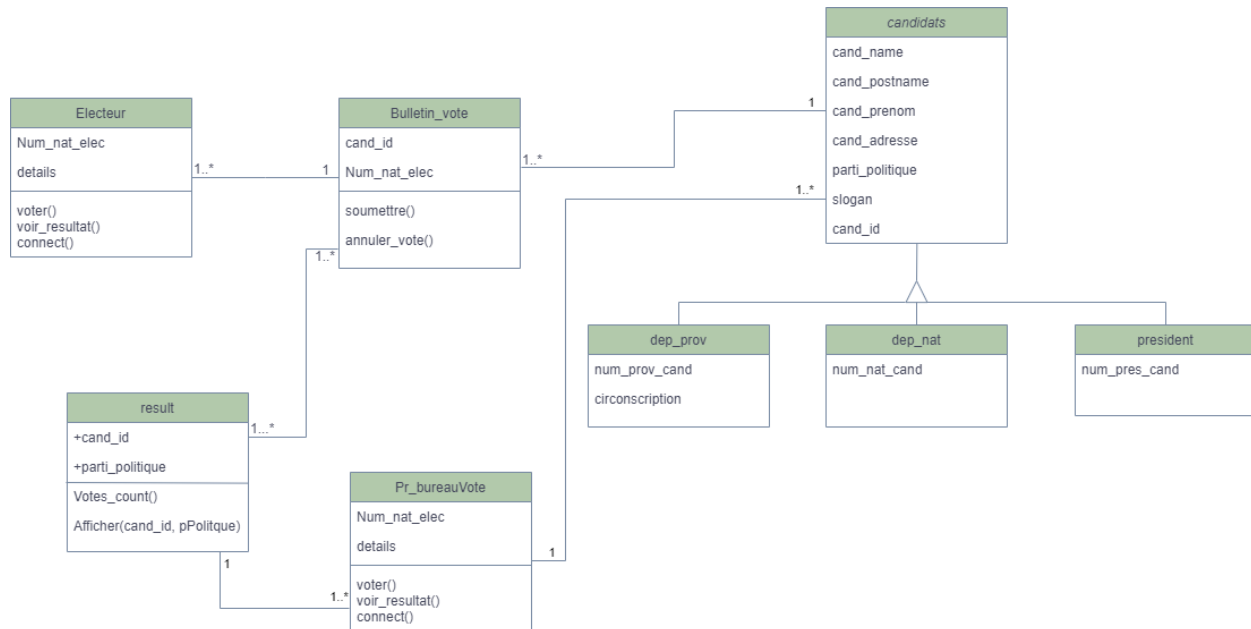 candidats
cand_name
cand_postname
cand_prenom
cand_adresse
parti_politique
slogan
cand_id
Electeur
Num_nat_elec
details
voter()
voir_resultat()
connect()
1..*
1
Bulletin_vote
cand_id
Num_nat_elec
soumettre()
annuler_vote()
1..*
1
1..*
1..*
dep_prov
num_prov_cand
circonscription
dep_nat
num_nat_cand
president
num_pres_cand
result
+cand_id
+parti_politique
Votes_count()
Afficher(cand_id, pPolitque)
1...*
1
1..*
Pr_bureauVote
Num_nat_elec
details
voter()
voir_resultat()
connect()
1